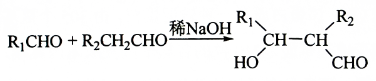 R₁ R₂
R₁CHO + R₂CH₂CHO 稀NaOH CH—CH
HO CHO